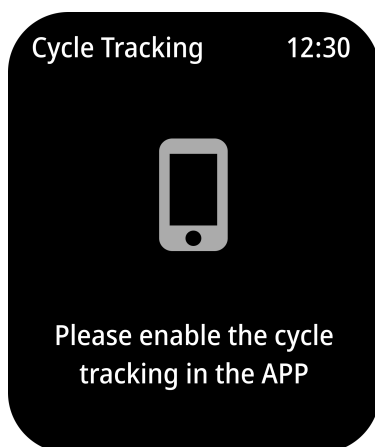 Cycle Tracking 12:30
Please enable the cycle
tracking in the APP